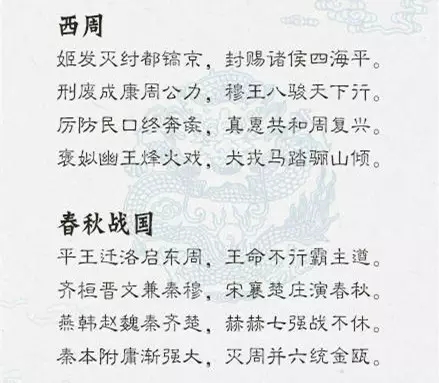 西周
姬发灭纣都镐京，封赐诸侯四海平。
刑废成康周公力，穆王八骏天下行。
厉防民口终奔彘，真恩共和周复兴。
褒姒幽王烽火戏，犬戎马踏骊山倾。
春秋战国
平王迁洛启东周，王命不行霸主道。
齐桓晋文兼秦穆，宋襄楚庄演春秋。
燕韩赵魏秦齐楚，赫赫七强战不休。
秦本附庸渐强大，灭周并六统金瓯。